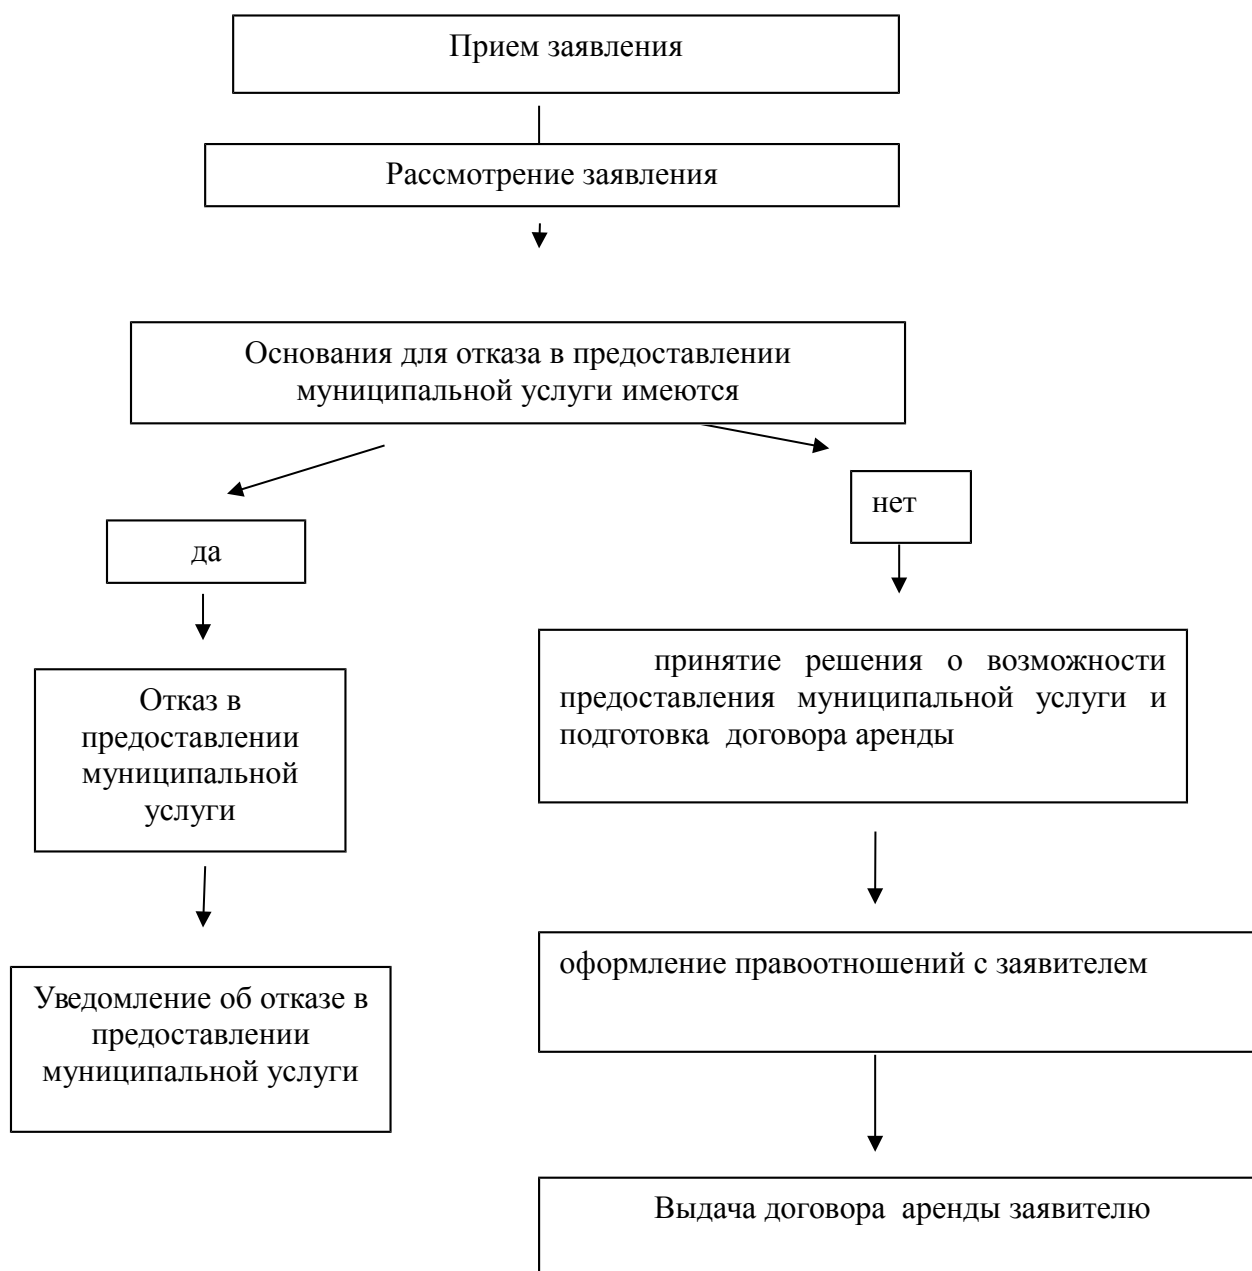 Прием заявления
Рассмотрение заявления
Основания для отказа в предоставлении
муниципальной услуги имеются
нет
да
принятие решения о возможности
предоставления муниципальной услуги и
подготовка договора аренды
Отказ в
предоставлении
муниципальной
услуги
оформление правоотношений с заявителем
Уведомление об отказе в
предоставлении
муниципальной услуги
Выдача договора аренды заявителю